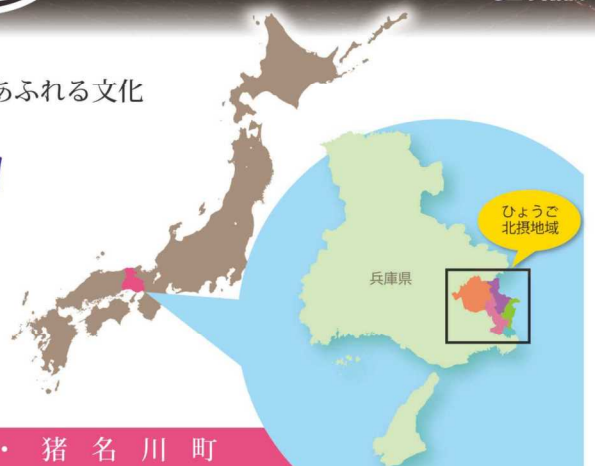 あふれる文化
ひょうご
北摂地域
兵庫県
・猪名川町